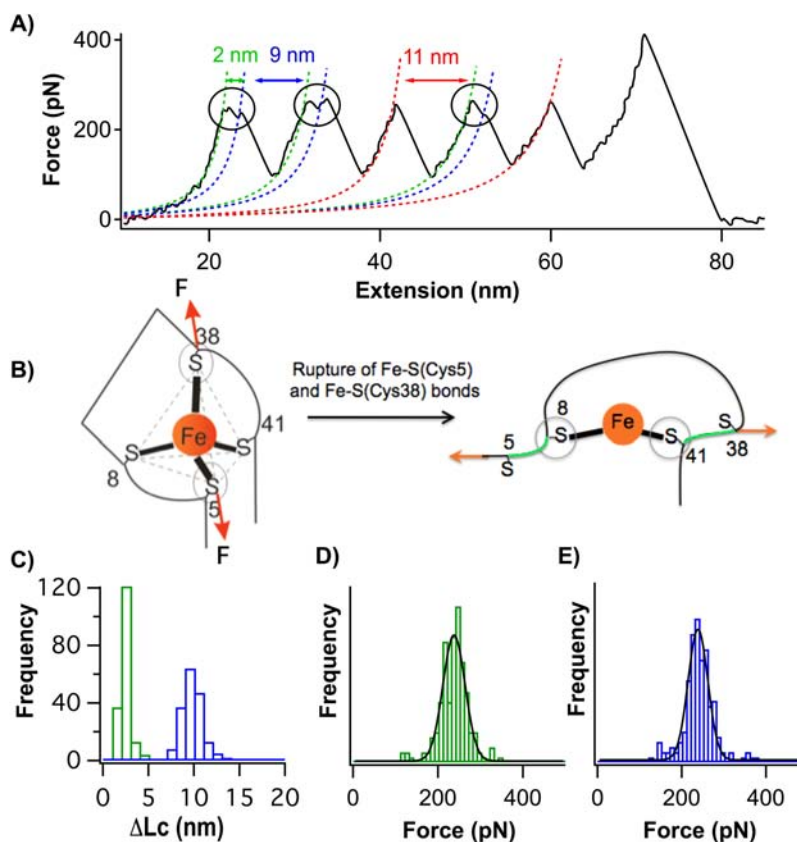 A)
2 nm 9 nm 11 nm
400
200
0
Force (pN)
20 40 60 80
Extension (nm)
B)
F
38
S
41
Fe
S
S
8
S
5
F
Rupture of Fe-S(Cys5)
and Fe-S(Cys38) bonds
8
Fe
5
S
S
S
S
41
38
C)
120
80
40
0
Frequency
0 5 10 15 20
ΔLc (nm)
D)
Frequency
0 200 400
Force (pN)
E)
Frequency
0 200 400
Force (pN)